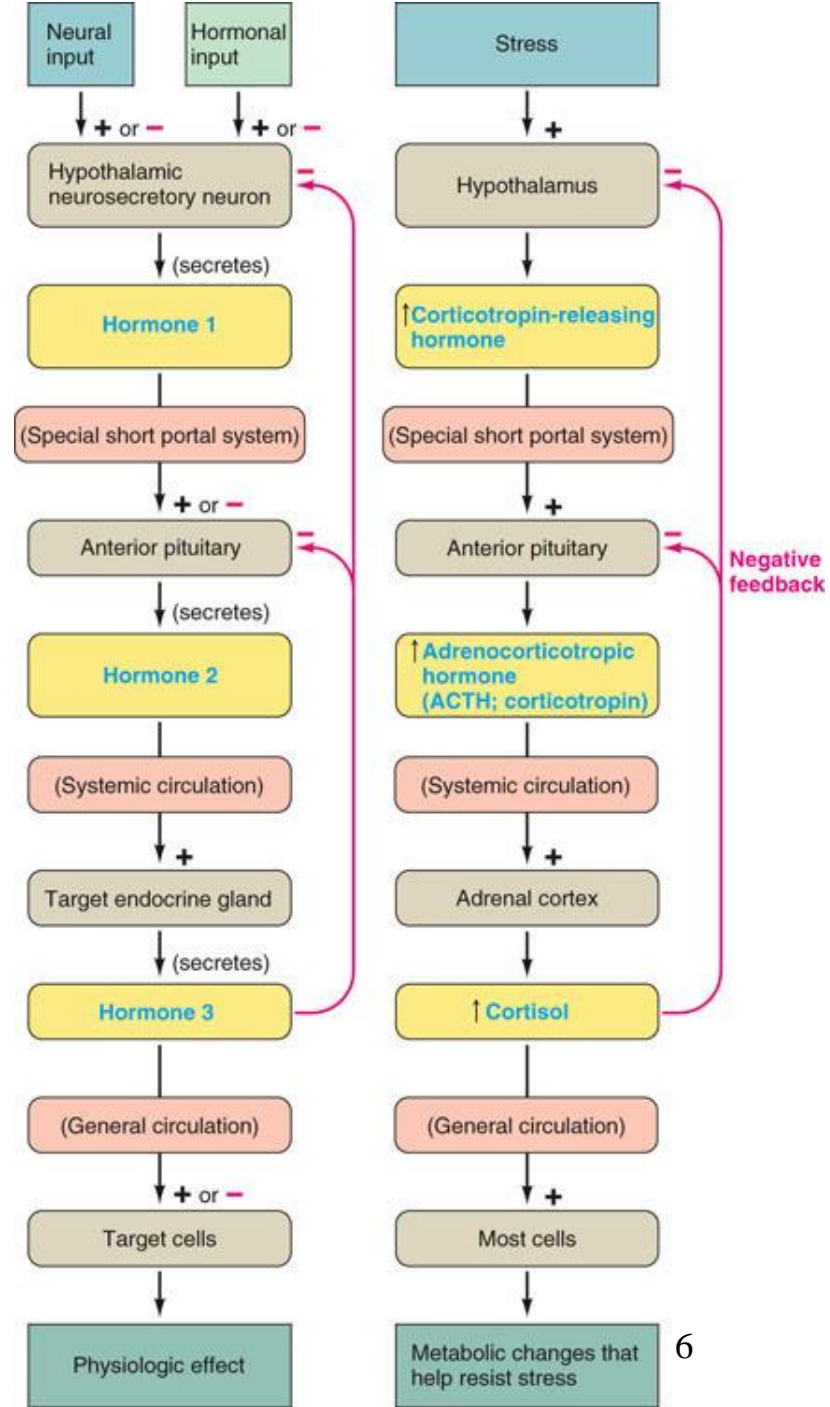 Neural
input
Hormonal
input
+ or −
+ or −
Hypothalamic
neurosecretory neuron
−
(secretes)
Hormone 1
(Special short portal system)
+ or −
Anterior pituitary
−
(secretes)
Hormone 2
(Systemic circulation)
+
Target endocrine gland
(secretes)
Hormone 3
(General circulation)
+ or −
Target cells
Physiologic effect
Stress
+
Hypothalamus
−
↑Corticotropin-releasing
hormone
(Special short portal system)
+
Anterior pituitary
−
Negative
feedback
↑Adrenocorticotropic
hormone
(ACTH; corticotropin)
(Systemic circulation)
+
Adrenal cortex
↑Cortisol
(General circulation)
+
Most cells
Metabolic changes that
help resist stress
6